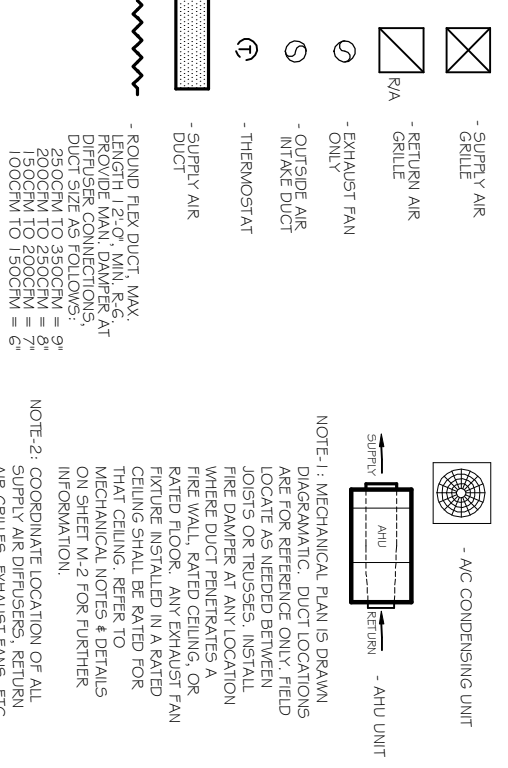 - SUPPLY AIR
GRILLE
R/A
- RETURN AIR
GRILLE
- EXHAUST FAN
ONLY
- OUTSIDE AIR
INTAKE DUCT
T
- THERMOSTAT
- SUPPLY AIR
DUCT
- ROUND FLEX DUCT, MAX.
LENGTH 12'-0", MIN. R-6.
PROVIDE MAN. DAMPER AT
DIFFUSER CONNECTIONS,
DUCT SIZE AS FOLLOWS:
250CFM TO 350CFM = 9"
200CFM TO 250CFM = 8"
150CFM TO 200CFM = 7"
100CFM TO 150CFM = 6"
- A/C CONDENSING UNIT
SUPPLY
AHU
RETURN
- AHU UNIT
NOTE-1: MECHANICAL PLAN IS DRAWN
DIAGRAMATIC. DUCT LOCATIONS
ARE FOR REFERENCE ONLY. FIELD
LOCATE AS NEEDED BETWEEN
JOISTS OR TRUSSES. INSTALL
FIRE DAMPER AT ANY LOCATION
WHERE DUCT PENETRATES A
FIRE WALL, RATED CEILING, OR
RATED FLOOR. ANY EXHAUST FAN
FIXTURE INSTALLED IN A RATED
CEILING SHALL BE RATED FOR
THAT CEILING. REFER TO
MECHANICAL NOTES & DETAILS
ON SHEET M-2 FOR FURTHER
INFORMATION.
NOTE-2: COORDINATE LOCATION OF ALL
SUPPLY AIR DIFFUSERS, RETURN
AIR GRILLES, EXHAUST FANS, ETC